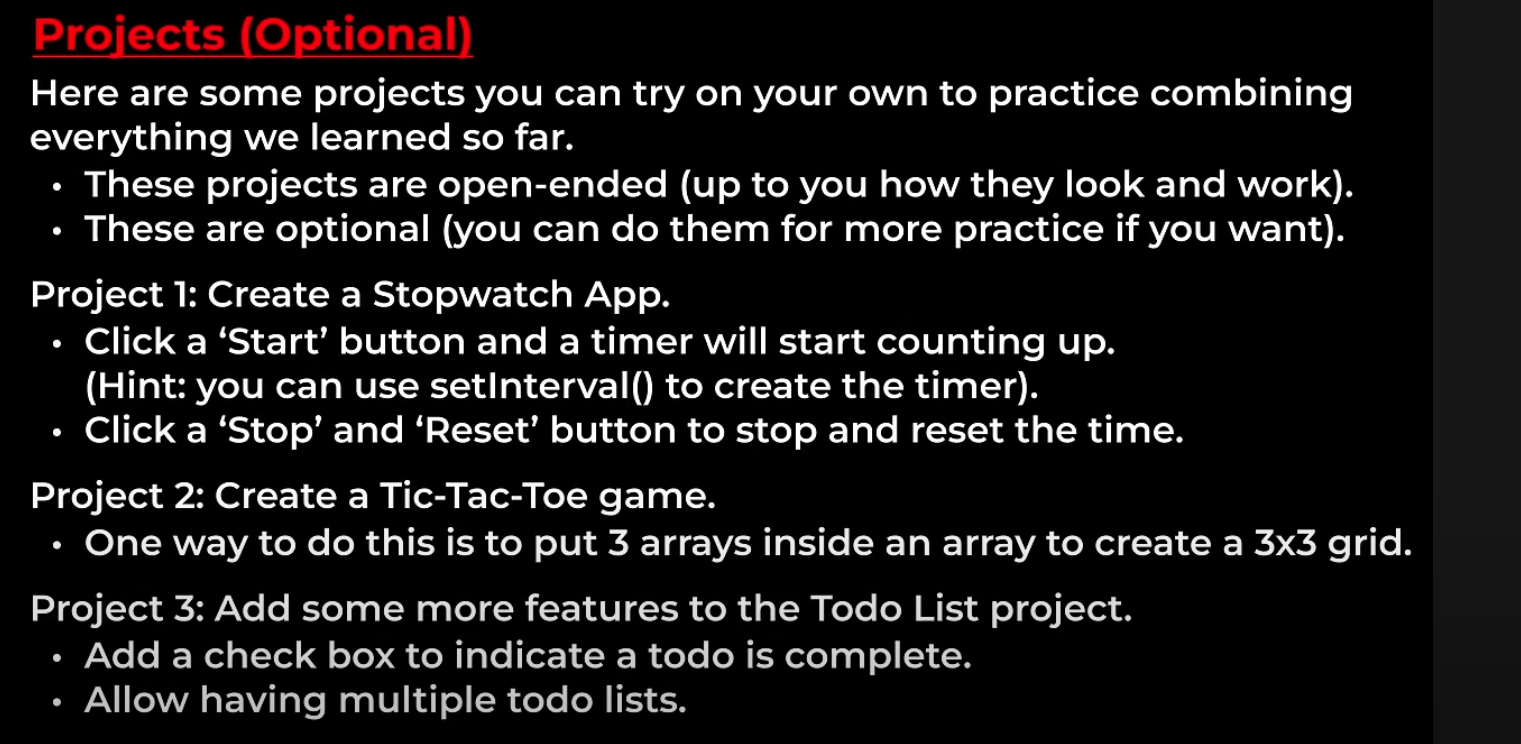 Projects (Optional)
Here are some projects you can try on your own to practice combining
everything we learned so far.
• These projects are open-ended (up to you how they look and work).
• These are optional (you can do them for more practice if you want).
Project 1: Create a Stopwatch App.
• Click a ‘Start’ button and a timer will start counting up.
(Hint: you can use setInterval() to create the timer).
• Click a ‘Stop’ and ‘Reset’ button to stop and reset the time.
Project 2: Create a Tic-Tac-Toe game.
• One way to do this is to put 3 arrays inside an array to create a 3x3 grid.
Project 3: Add some more features to the Todo List project.
• Add a check box to indicate a todo is complete.
• Allow having multiple todo lists.